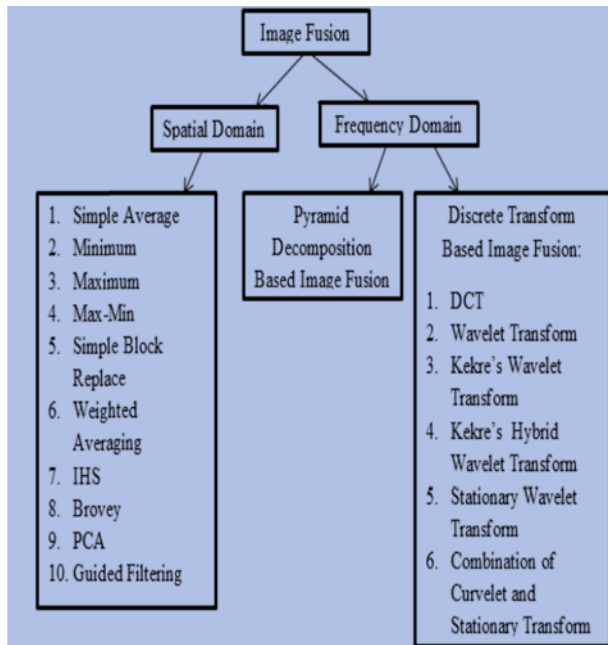 Image Fusion
Spatial Domain
Frequency Domain
1. Simple Average
2. Minimum
3. Maximum
4. Max-Min
5. Simple Block
Replace
6. Weighted
Averaging
7. IHS
8. Brovey
9. PCA
10. Guided Filtering
Pyramid
Decomposition
Based Image Fusion
Discrete Transform
Based Image Fusion:
1. DCT
2. Wavelet Transform
3. Kekre's Wavelet
Transform
4. Kekre's Hybrid
Wavelet Transform
5. Stationary Wavelet
Transform
6. Combination of
Curvelet and
Stationary Transform